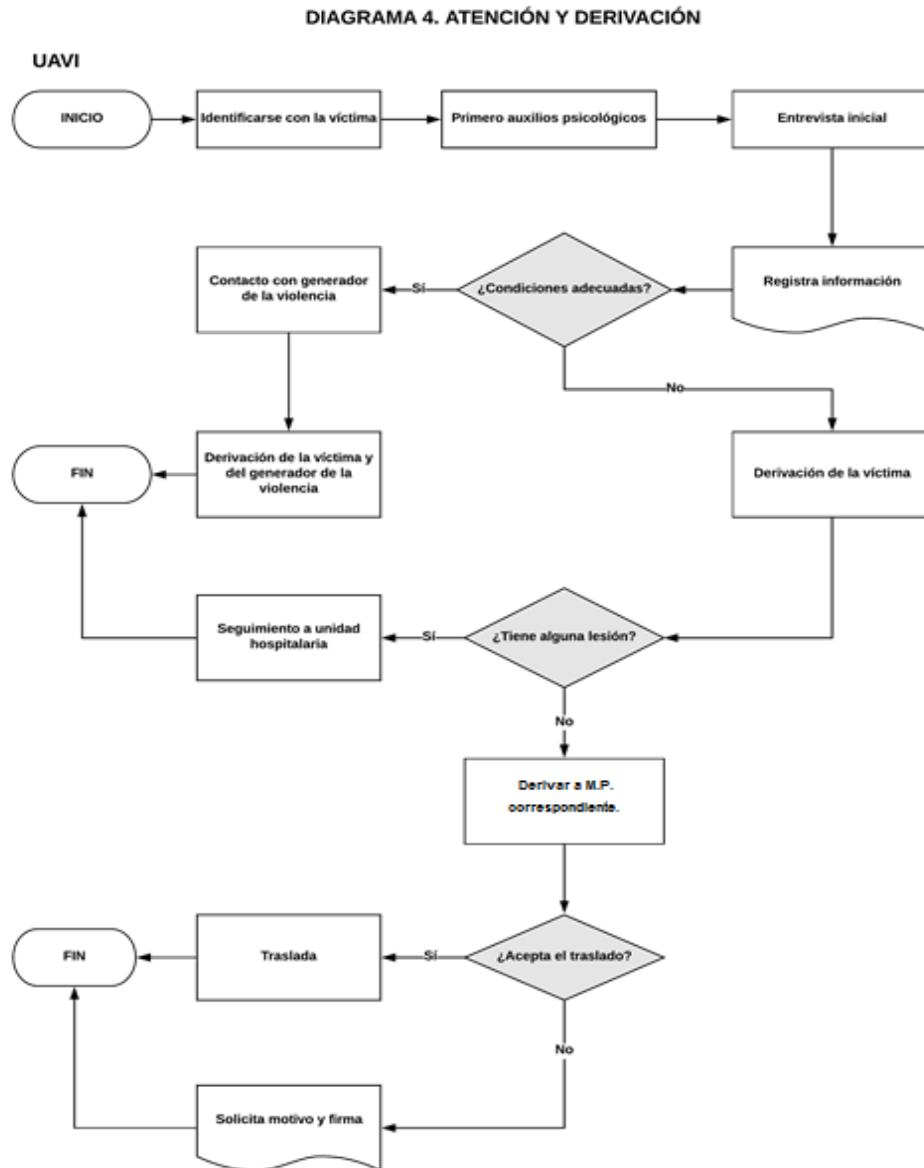 DIAGRAMA 4. ATENCIÓN Y DERIVACIÓN
UAVI
INICIO
Identificarse con la víctima
Primero auxilios psicológicos
Entrevista inicial
Contacto con generador
de la violencia
Sí
¿Condiciones adecuadas?
Registra información
No
FIN
Derivación de la víctima y
del generador de la
violencia
Derivación de la víctima
Seguimiento a unidad
hospitalaria
Sí
¿Tiene alguna lesión?
No
Derivar a M.P.
correspondiente.
FIN
Traslada
Sí
¿Acepta el traslado?
No
Solicita motivo y firma